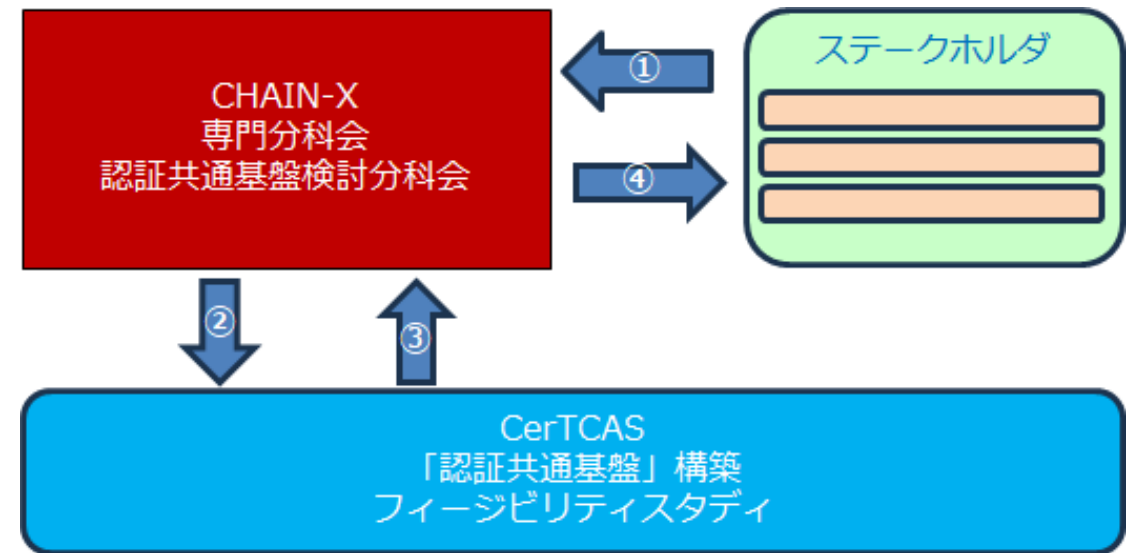 CHAIN-X
専門分科会
認証共通基盤検討分科会
①
ステークホルダ
④
②
③
CerTCAS
「認証共通基盤」構築
フィージビリティスタディ